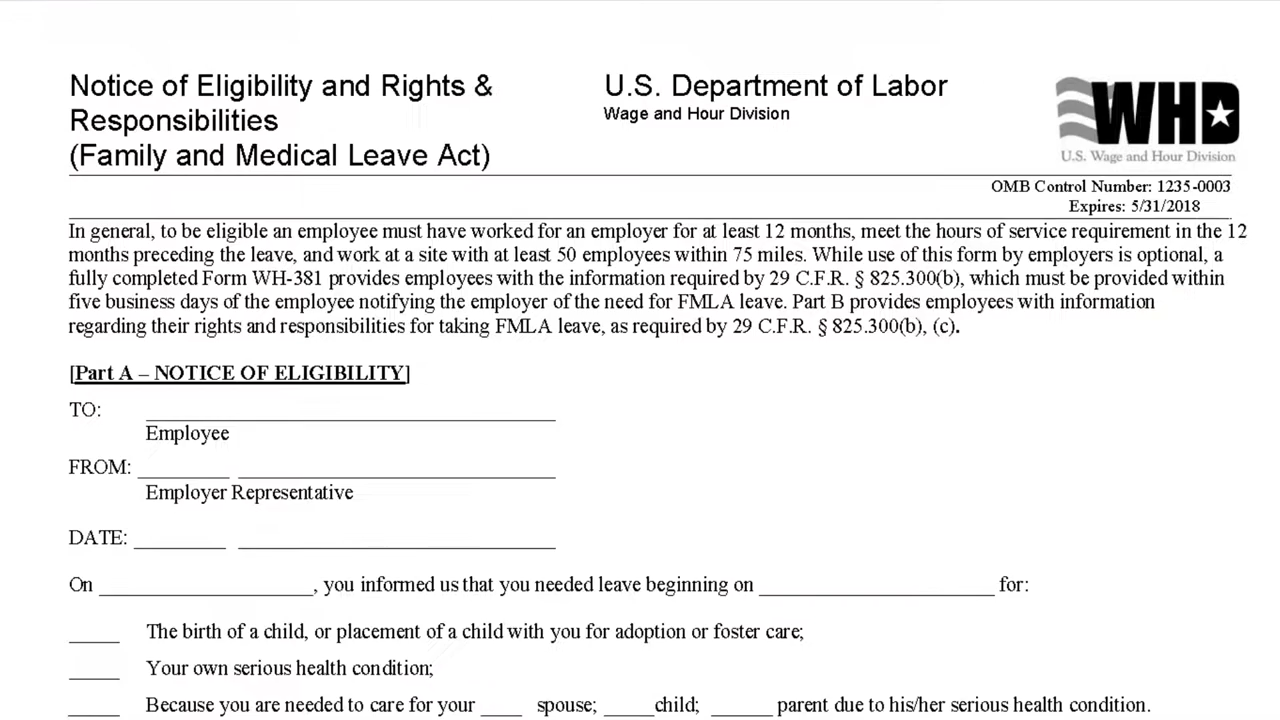 Notice of Eligibility and Rights &
Responsibilities
(Family and Medical Leave Act)
U.S. Department of Labor
Wage and Hour Division
WHD
U.S. Wage and Hour Division
OMB Control Number: 1235-0003
Expires: 5/31/2018
In general, to be eligible an employee must have worked for an employer for at least 12 months, meet the hours of service requirement in the 12
months preceding the leave, and work at a site with at least 50 employees within 75 miles. While use of this form by employers is optional, a
fully completed Form WH-381 provides employees with the information required by 29 C.F.R. § 825.300(b), which must be provided within
five business days of the employee notifying the employer of the need for FMLA leave. Part B provides employees with information
regarding their rights and responsibilities for taking FMLA leave, as required by 29 C.F.R. § 825.300(b), (c).
[Part A – NOTICE OF ELIGIBILITY]
TO: ____________________
Employee
FROM: ________ ____________________
Employer Representative
DATE: ________ ____________________
On ____________________, you informed us that you needed leave beginning on ______________________ for:
_____ The birth of a child, or placement of a child with you for adoption or foster care;
_____ Your own serious health condition;
_____ Because you are needed to care for your ____ spouse; _____child; ______ parent due to his/her serious health condition.